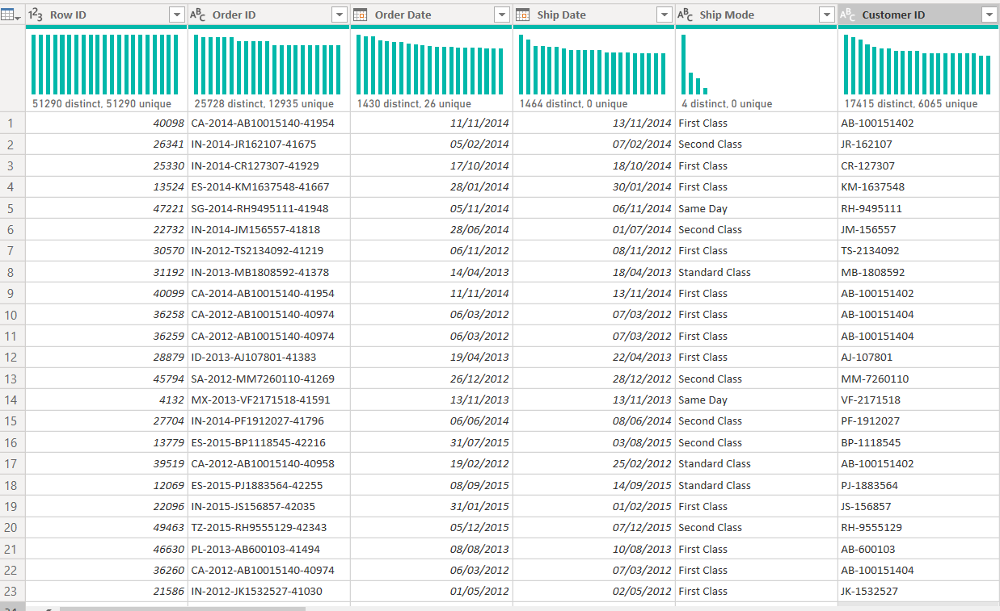 1 2 3 Row ID ABC Order ID Order Date Ship Date ABC Ship Mode ABC Customer ID
51290 distinct, 51290 unique 25728 distinct, 12935 unique 1430 distinct, 26 unique 1464 distinct, 0 unique 4 distinct, 0 unique 17415 distinct, 6065 unique
1 40098 CA-2014-AB10015140-41954 11/11/2014 13/11/2014 First Class AB-100151402
2 26341 IN-2014-JR162107-41675 05/02/2014 07/02/2014 Second Class JR-162107
3 25330 IN-2014-CR127307-41929 17/10/2014 18/10/2014 First Class CR-127307
4 13524 ES-2014-KM1637548-41667 28/01/2014 30/01/2014 First Class KM-1637548
5 47221 SG-2014-RH9495111-41948 05/11/2014 06/11/2014 Same Day RH-9495111
6 22732 IN-2014-JM156557-41818 28/06/2014 01/07/2014 Second Class JM-156557
7 30570 IN-2012-TS2134092-41219 06/11/2012 08/11/2012 First Class TS-2134092
8 31192 IN-2013-MB1808592-41378 14/04/2013 18/04/2013 Standard Class MB-1808592
9 40099 CA-2014-AB10015140-41954 11/11/2014 13/11/2014 First Class AB-100151402
10 36258 CA-2012-AB10015140-40974 06/03/2012 07/03/2012 First Class AB-100151404
11 36259 CA-2012-AB10015140-40974 06/03/2012 07/03/2012 First Class AB-100151404
12 28879 ID-2013-AJ107801-41383 19/04/2013 22/04/2013 First Class AJ-107801
13 45794 SA-2012-MM7260110-41269 26/12/2012 28/12/2012 Second Class MM-7260110
14 4132 MX-2013-VF2171518-41591 13/11/2013 13/11/2013 Same Day VF-2171518
15 27704 IN-2014-PF1912027-41796 06/06/2014 08/06/2014 Second Class PF-1912027
16 13779 ES-2015-BP1118545-42216 31/07/2015 03/08/2015 Second Class BP-1118545
17 39519 CA-2012-AB10015140-40958 19/02/2012 25/02/2012 Standard Class AB-100151402
18 12069 ES-2015-PJ1883564-42255 08/09/2015 14/09/2015 Standard Class PJ-1883564
19 22096 IN-2015-JS156857-42035 31/01/2015 01/02/2015 First Class JS-156857
20 49463 TZ-2015-RH9555129-42343 05/12/2015 07/12/2015 Second Class RH-9555129
21 46630 PL-2013-AB600103-41494 08/08/2013 10/08/2013 First Class AB-600103
22 36260 CA-2012-AB10015140-40974 06/03/2012 07/03/2012 First Class AB-100151404
23 21586 IN-2012-JK1532527-41030 01/05/2012 02/05/2012 First Class JK-1532527